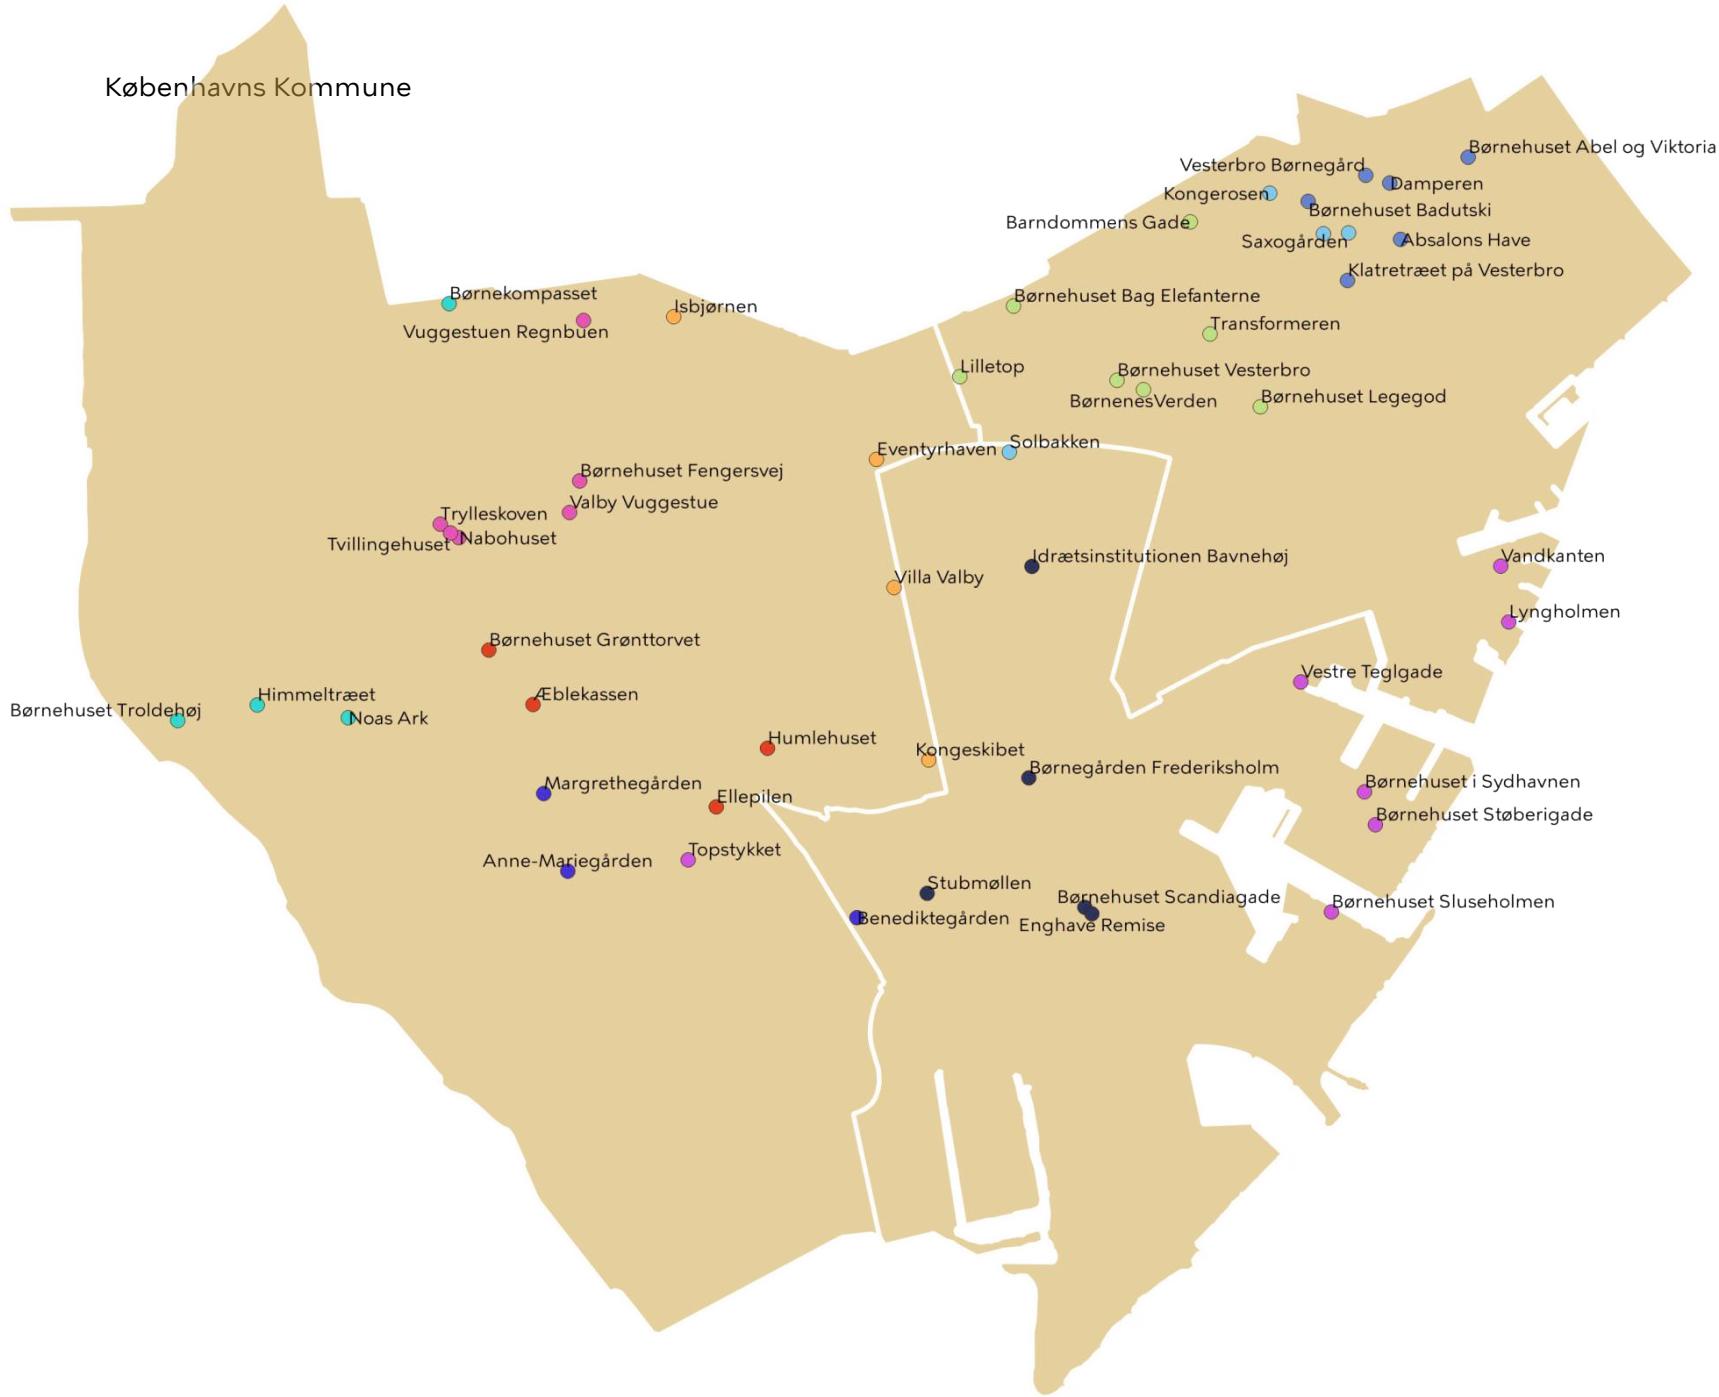 Københavns Kommune
Børnehuset Abel og Viktoria
Vesterbro Børnegård
Damperen
Kongerosen
Børnehuset Badutski
Barndommens Gade
Saxogården
Absalons Have
Klatretræet på Vesterbro
Børnekompasset
Børnehuset Bag Elefanterne
Isbjørnen
Vuggestuen Regnbuen
Transformeren
Lilletop
Børnehuset Vesterbro
BørnenesVerden
Børnehuset Legegod
Solbakken
Eventyrhaven
Børnehuset Fengersvej
Valby Vuggestue
Trylleskoven
Tvillingehuset
Nabohuset
Idrætsinstitutionen Bavnehøj
Vandkanten
Villa Valby
Lyngholmen
Børnehuset Grønttorvet
Vestre Teglgade
Himmeltræet
Æblekassen
Børnehuset Troldehøj
Noas Ark
Humlehuset
Kongeskibet
Børnegården Frederiksholm
Margrethegården
Børnehuset i Sydhavnen
Ellepilen
Børnehuset Støberigade
Topstykket
Anne-Mariegården
Stubmøllen
Børnehuset Scandiagade
Børnehuset Sluseholmen
Benediktegården
Enghave Remise